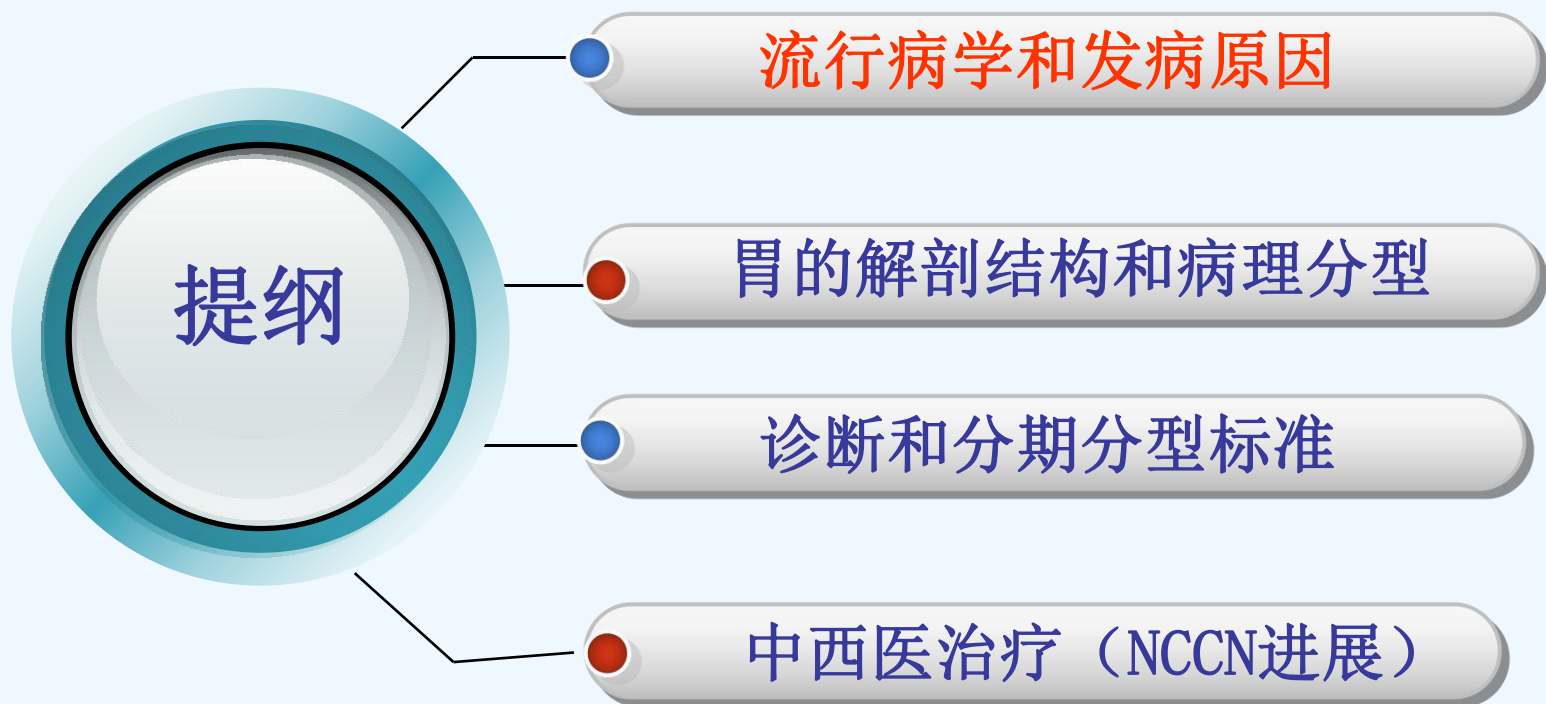 提纲
流行病学和发病原因
胃的解剖结构和病理分型
诊断和分期分型标准
中西医治疗（NCCN进展）